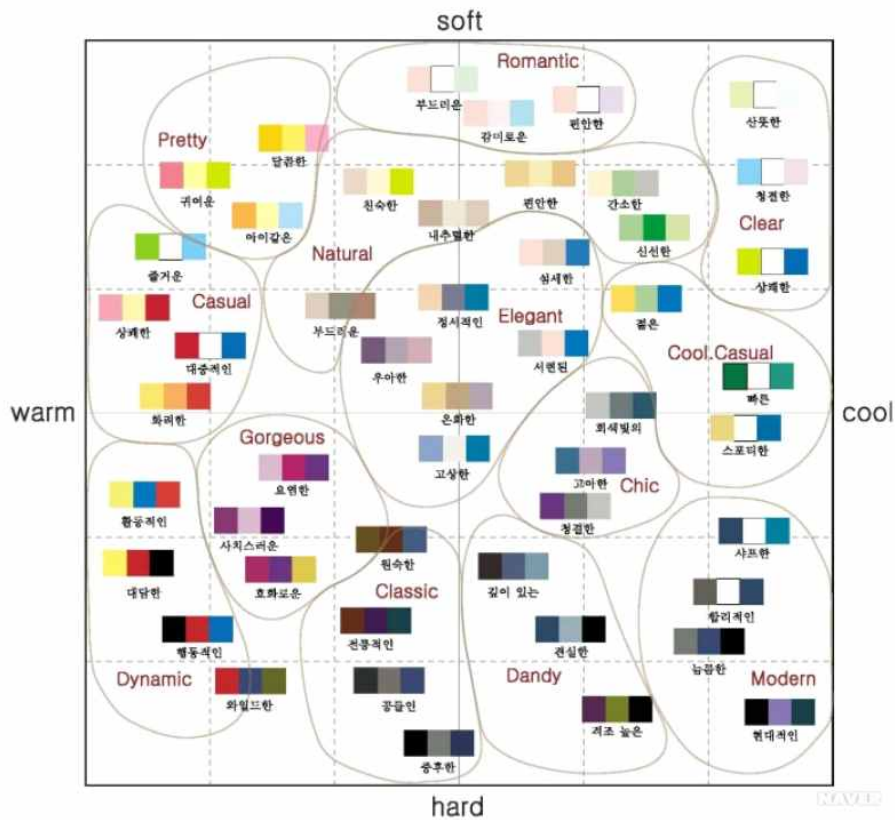 soft
Romantic
부드러운
감미로운
편안한
산뜻한
Pretty
달콤한
귀여운
아이같은
친숙한
편안한
간소한
청결한
Clear
내추럴한
신선한
즐거운
Natural
섬세한
상쾌한
Casual
상쾌한
부드러운
정서적인
Elegant
젊은
대중적인
우아한
서련된
Cool.Casual
빠른
화려한
온화한
회색빛의
warm
cool
Gorgeous
고상한
스포티한
요염한
고아한
Chic
활동적인
사치스러운
청결한
원숙한
샤프한
대담한
호화로운
Classic
깊이 있는
합리적인
행동적인
전통적인
견실한
늠름한
Dynamic
와일드한
공들인
Dandy
Modern
격조 높은
현대적인
중후한
hard
NAVER